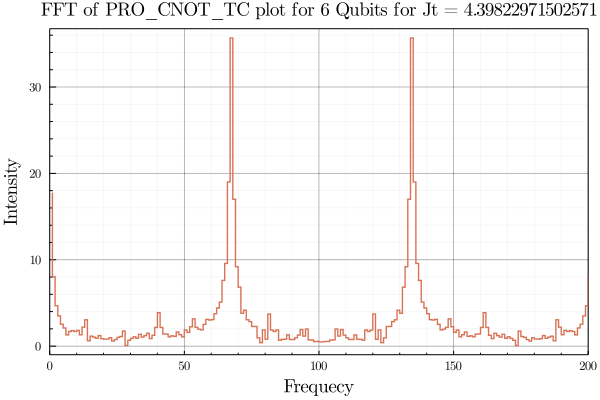 FFT of PRO_CNOT_TC plot for 6 Qubits for Jt = 4.39822971502571
Intensity
30
20
10
0
0 50 100 150 200
Frequecy